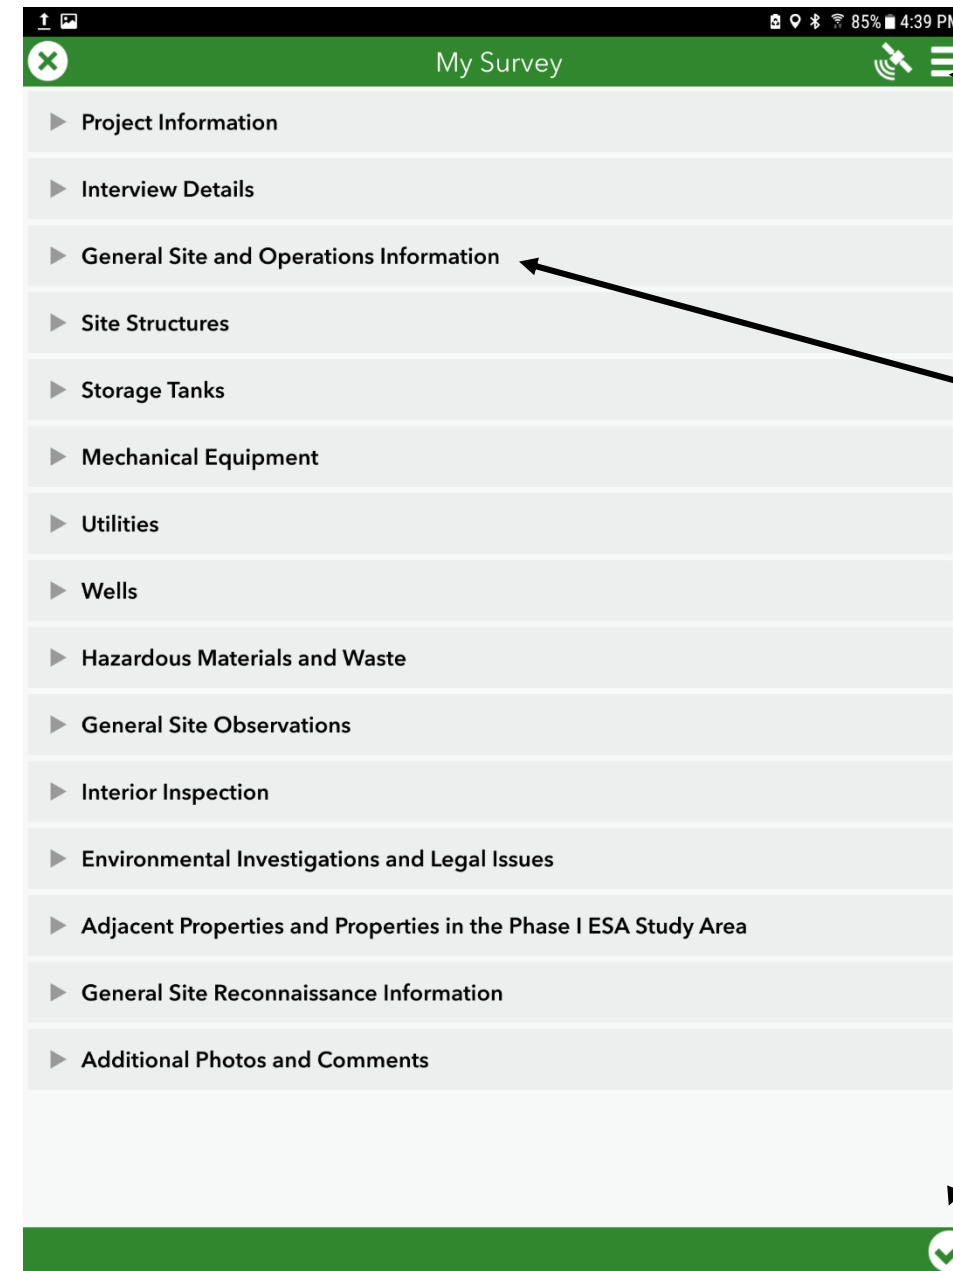 85% 4:39 PM
My Survey
Project Information
Interview Details
General Site and Operations Information
Site Structures
Storage Tanks
Mechanical Equipment
Utilities
Wells
Hazardous Materials and Waste
General Site Observations
Interior Inspection
Environmental Investigations and Legal Issues
Adjacent Properties and Properties in the Phase I ESA Study Area
General Site Reconnaissance Information
Additional Photos and Comments